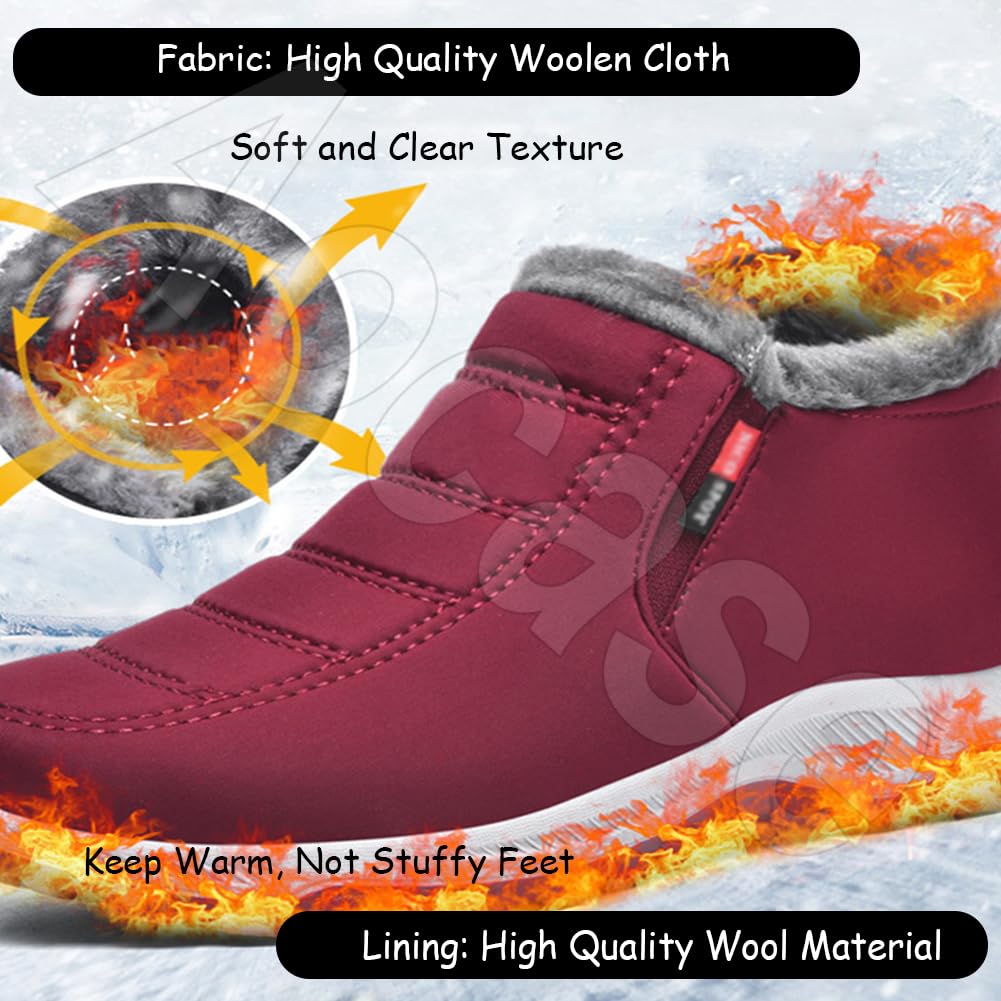 Fabric: High Quality Woolen Cloth
Soft and Clear Texture
Keep Warm, Not Stuffy Feet
Lining: High Quality Wool Material